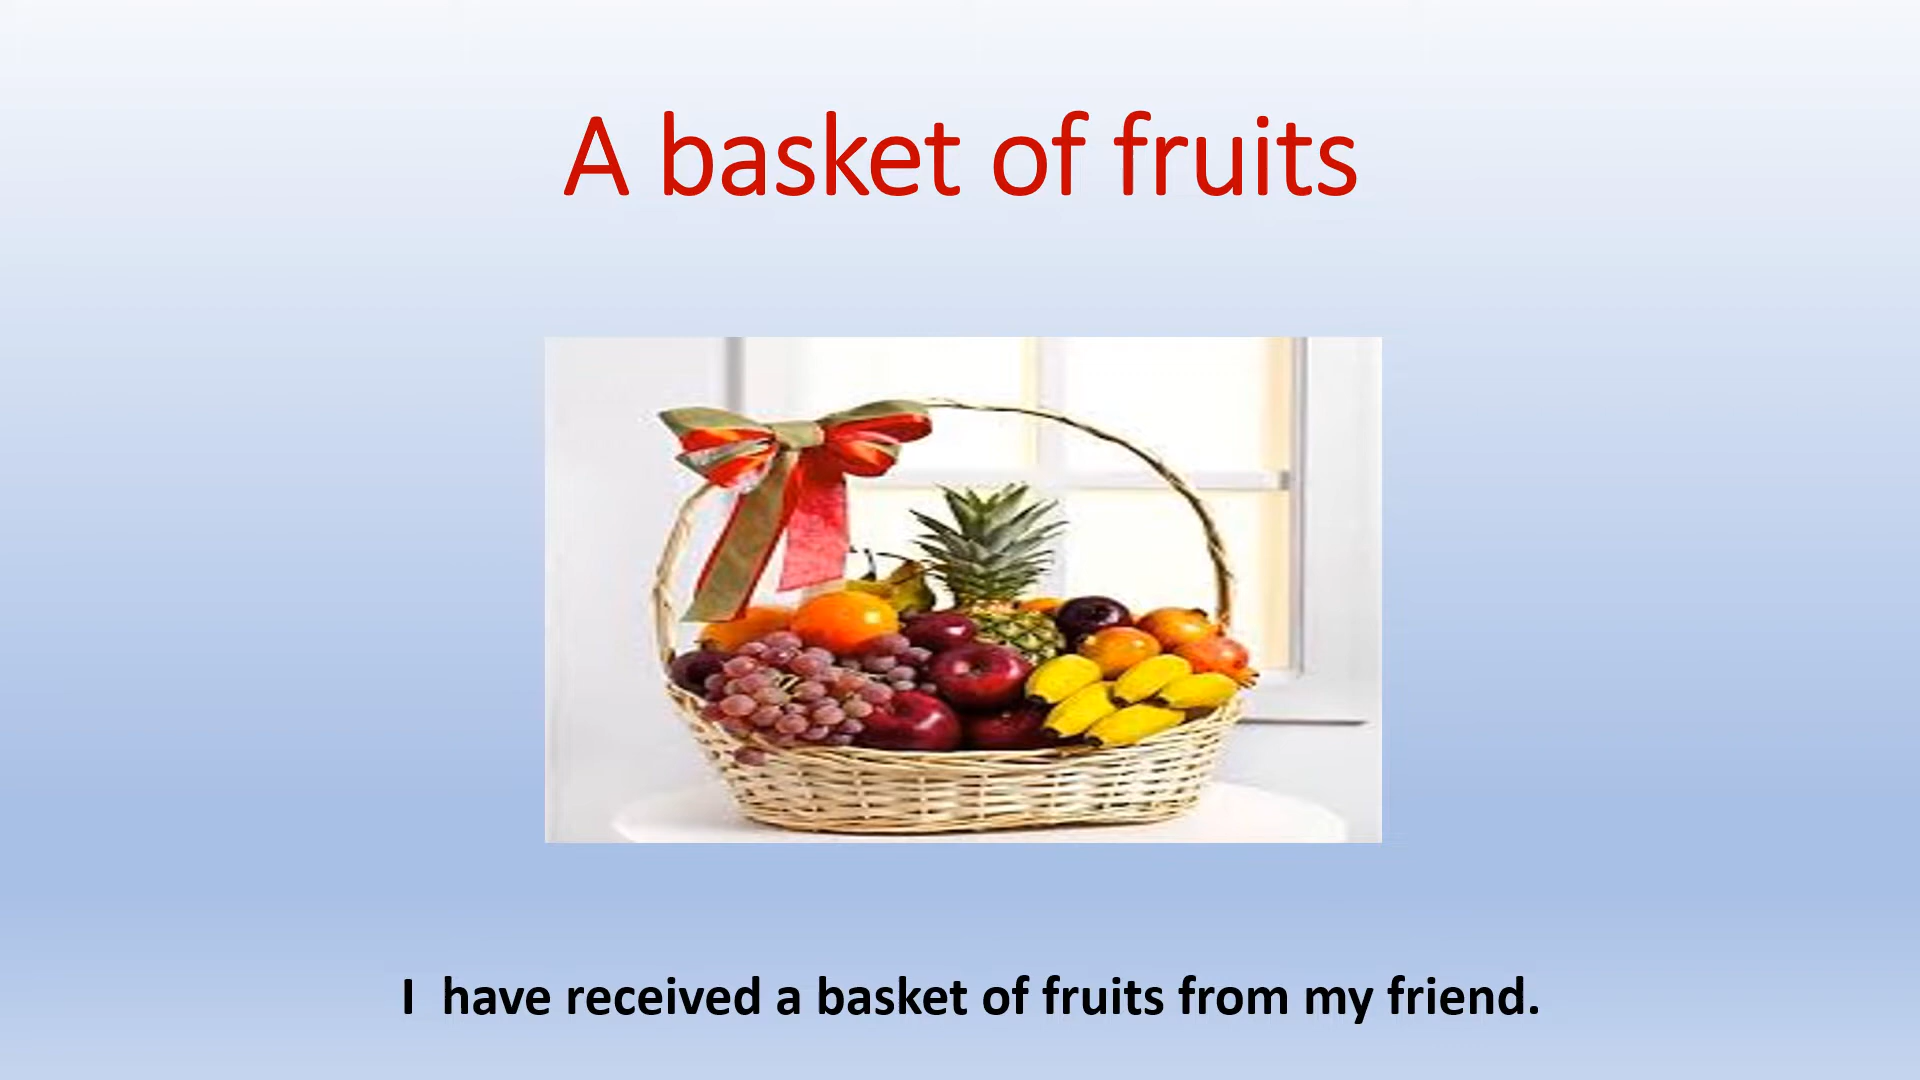 A basket of fruits
I have received a basket of fruits from my friend.